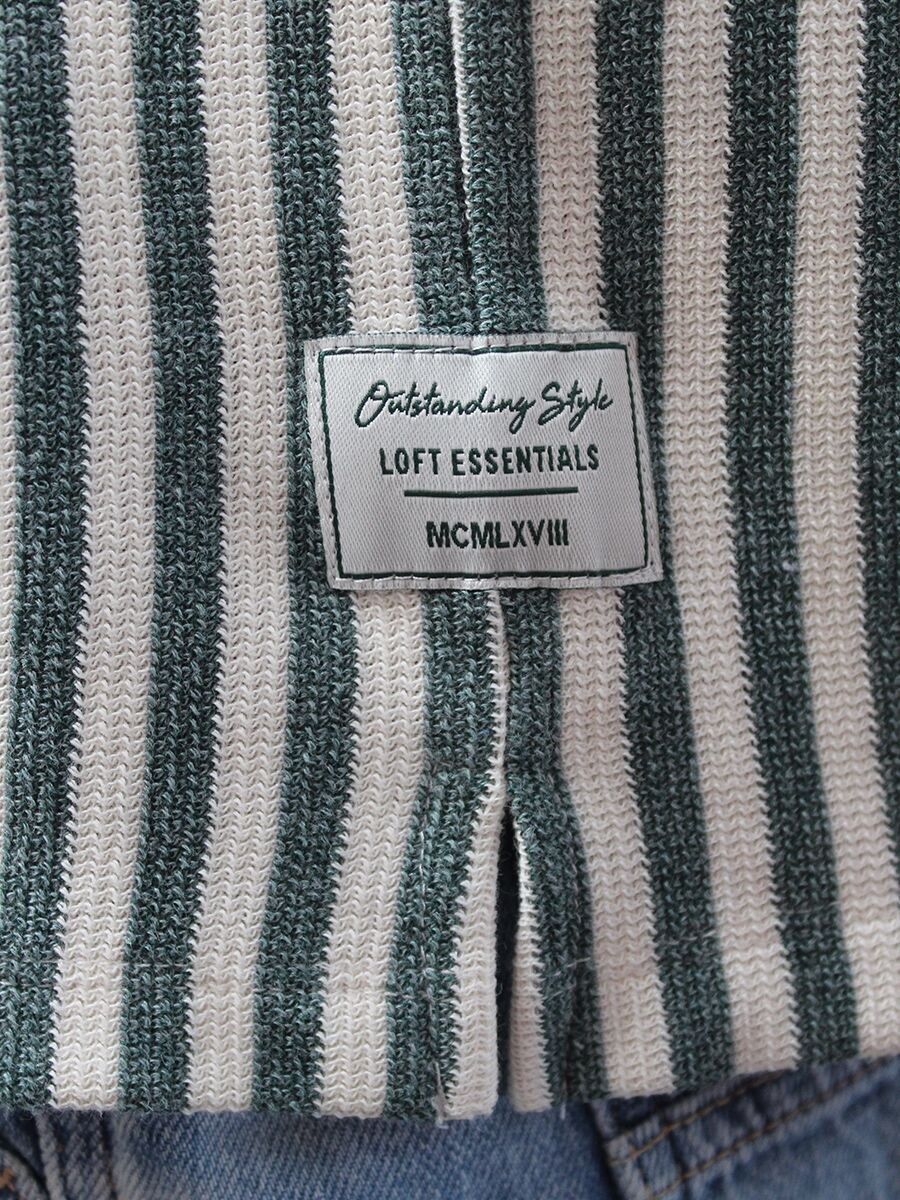 Outstanding Style
LOFT ESSENTIALS
MCMLXVIII